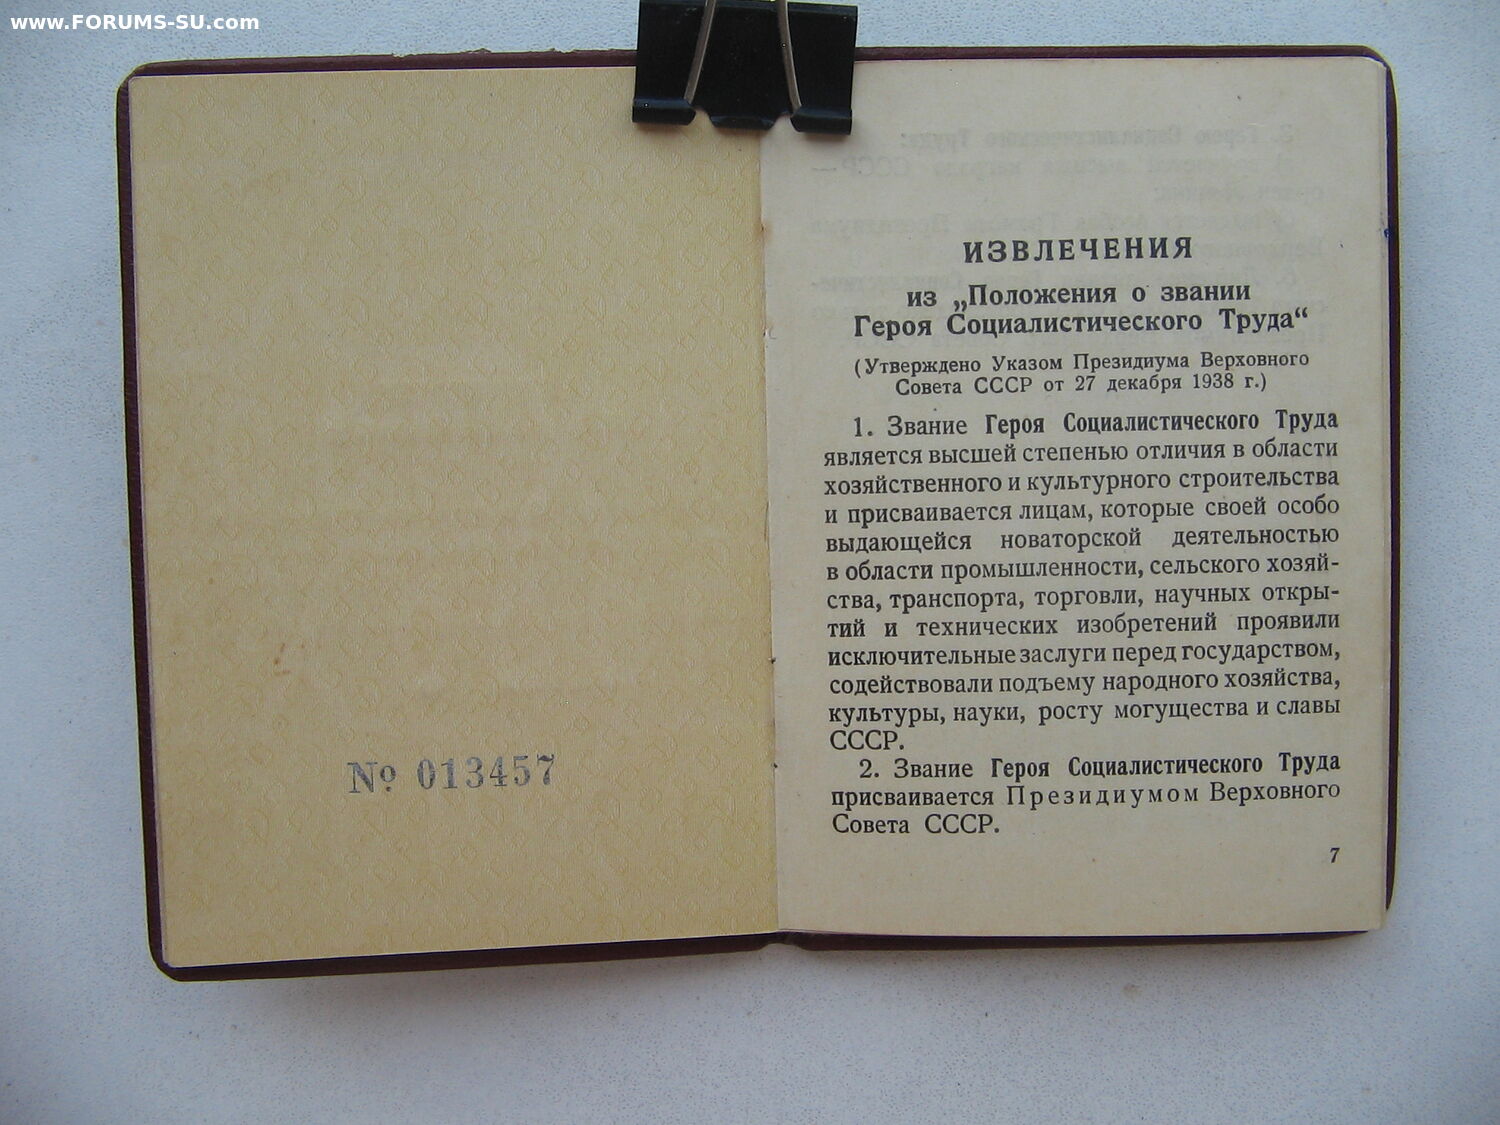 www.FORUMS-SU.com
№ 013457
ИЗВЛЕЧЕНИЯ
из „Положения о звании
Героя Социалистического Труда“
(Утверждено Указом Президиума Верховного
Совета СССР от 27 декабря 1938 г.)
1. Звание Героя Социалистического Труда
является высшей степенью отличия в области
хозяйственного и культурного строительства
и присваивается лицам, которые своей особо
выдающейся новаторской деятельностью
в области промышленности, сельского хозяй-
ства, транспорта, торговли, научных откры-
тий и технических изобретений проявили
исключительные заслуги перед государством,
содействовали подъему народного хозяйства,
культуры, науки, росту могущества и славы
СССР.
2. Звание Героя Социалистического Труда
присваивается Президиумом Верховного
Совета СССР.
7